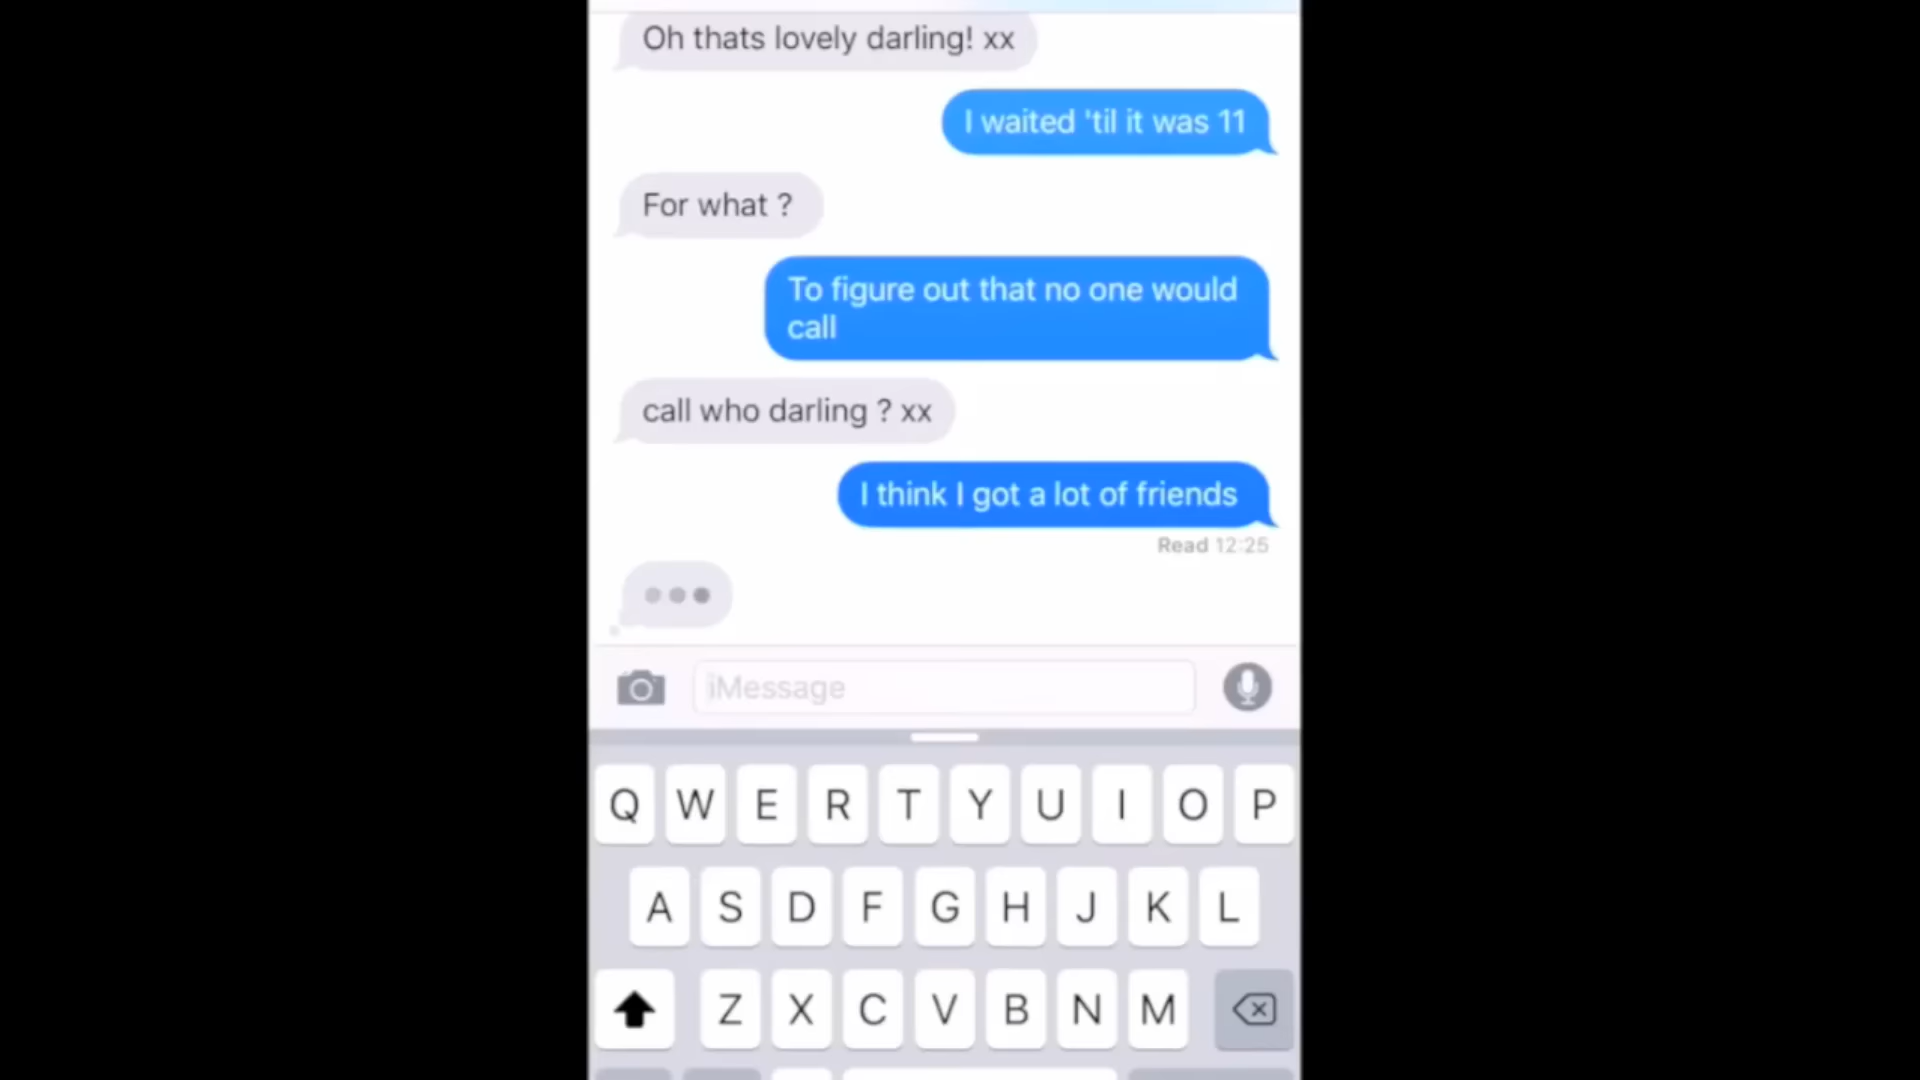 Oh thats lovely darling! xx
I waited 'til it was 11
For what ?
To figure out that no one would
call
call who darling ? xx
I think I got a lot of friends
Read 12:25
iMessage
Q W E R T Y U I O P
A S D F G H J K L
Z X C V B N M